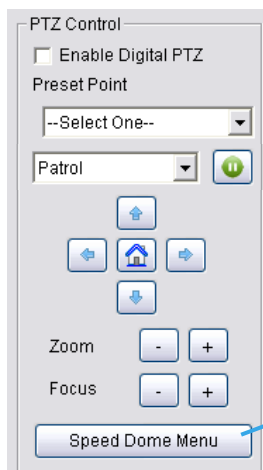 PTZ Control
Enable Digital PTZ
Preset Point
--Select One--
Patrol
Zoom - +
Focus - +
Speed Dome Menu